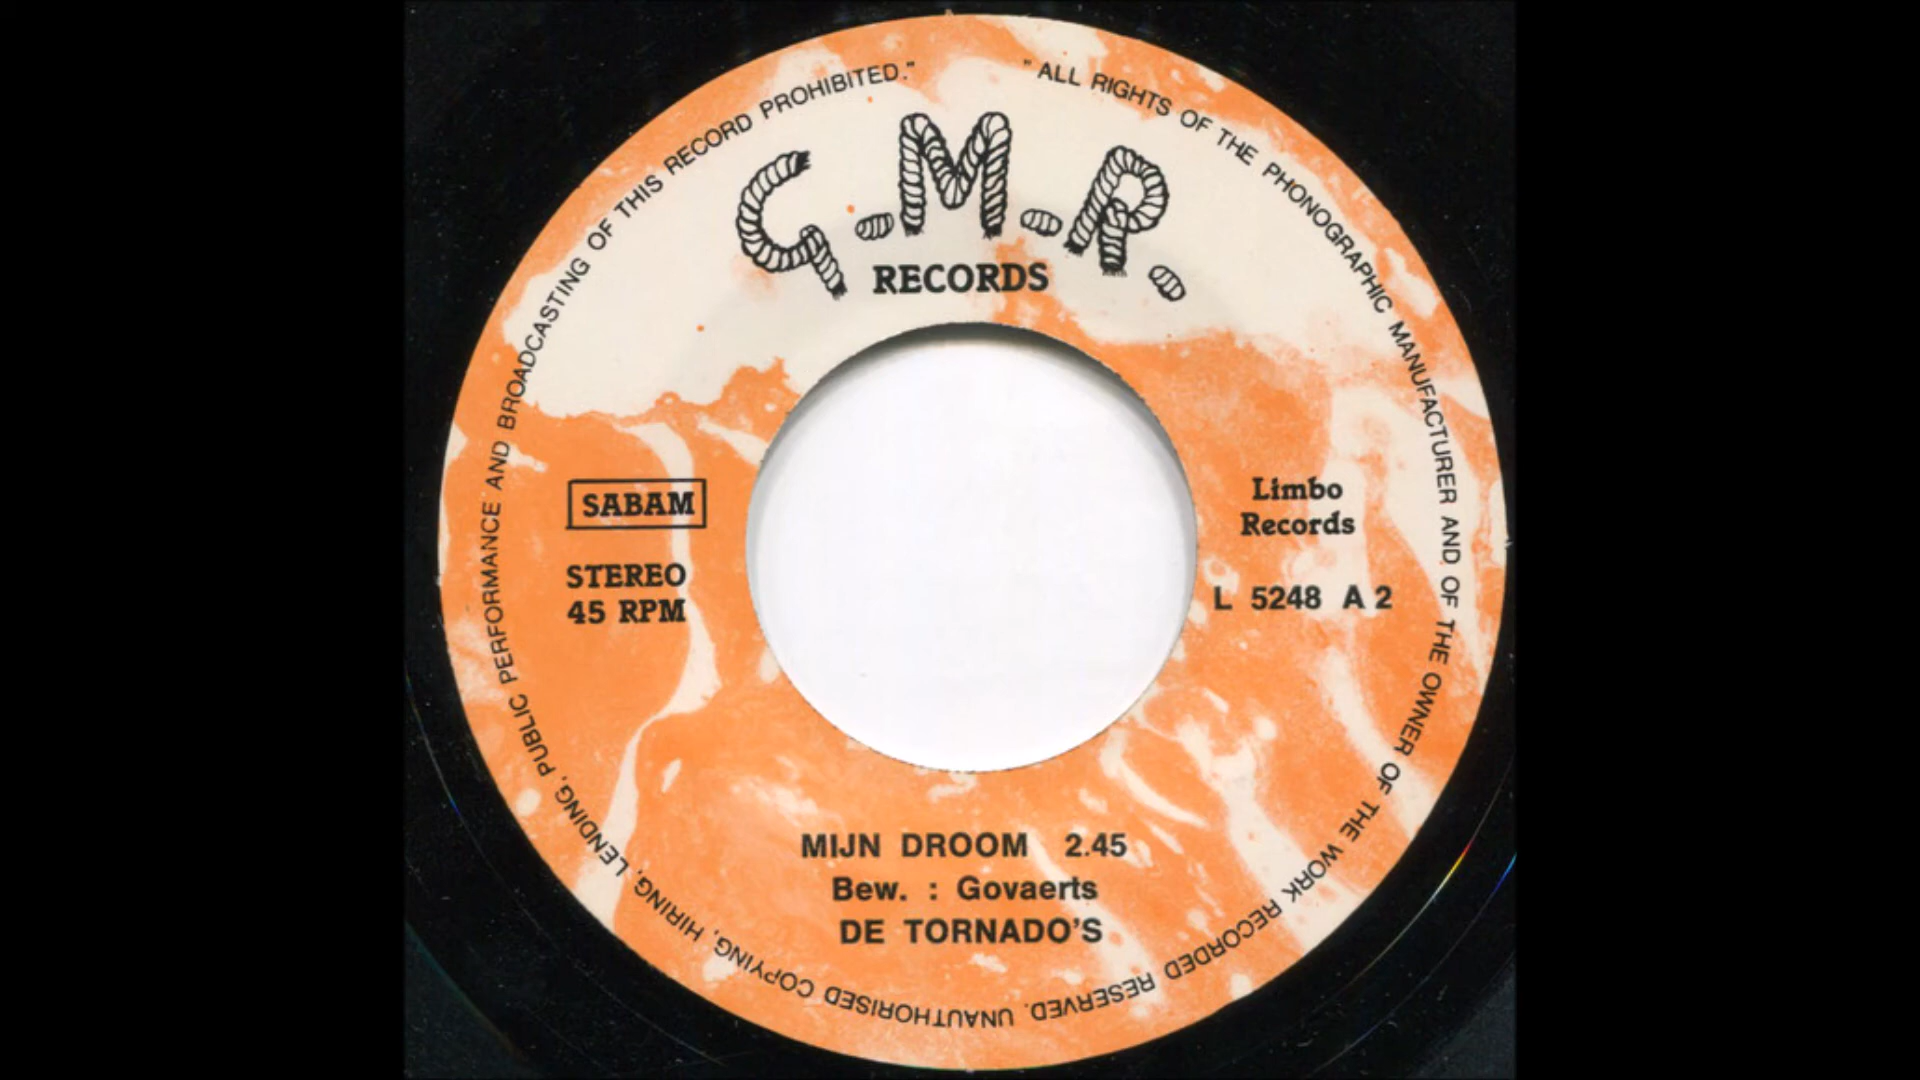 "ALL RIGHTS OF THE PHONOGRAPHIC MANUFACTURER AND OF THE OWNER OF THE WORK RECORDED RESERVED. UNAUTHORISED COPYING, HIRING, LENDING, PUBLIC PERFORMANCE AND BROADCASTING OF THIS RECORD PROHIBITED."
G.M.R.
RECORDS
SABAM
STEREO
45 RPM
Limbo
Records
L 5248 A 2
MIJN DROOM 2.45
Bew. : Govaerts
DE TORNADO'S